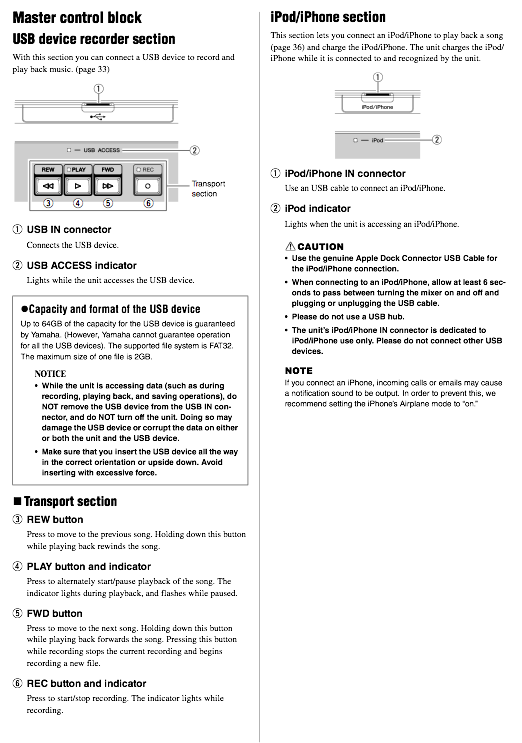 Master control block
USB device recorder section
With this section you can connect a USB device to record and
play back music. (page 33)
①
USB ACCESS
②
REW
PLAY
FWD
REC
Transport
section
③
④
⑤
⑥
① USB IN connector
Connects the USB device.
② USB ACCESS indicator
Lights while the unit accesses the USB device.
●Capacity and format of the USB device
Up to 64GB of the capacity for the USB device is guaranteed
by Yamaha. (However, Yamaha cannot guarantee operation
for all the USB devices). The supported file system is FAT32.
The maximum size of one file is 2GB.
NOTICE
• While the unit is accessing data (such as during
recording, playing back, and saving operations), do
NOT remove the USB device from the USB IN con-
nector, and do NOT turn off the unit. Doing so may
damage the USB device or corrupt the data on either
or both the unit and the USB device.
• Make sure that you insert the USB device all the way
in the correct orientation or upside down. Avoid
inserting with excessive force.
■ Transport section
③ REW button
Press to move to the previous song. Holding down this button
while playing back rewinds the song.
④ PLAY button and indicator
Press to alternately start/pause playback of the song. The
indicator lights during playback, and flashes while paused.
⑤ FWD button
Press to move to the next song. Holding down this button
while playing back forwards the song. Pressing this button
while recording stops the current recording and begins
recording a new file.
⑥ REC button and indicator
Press to start/stop recording. The indicator lights while
recording.
iPod/iPhone section
This section lets you connect an iPod/iPhone to play back a song
(page 36) and charge the iPod/iPhone. The unit charges the iPod/
iPhone while it is connected to and recognized by the unit.
①
iPod/iPhone
iPod
②
① iPod/iPhone IN connector
Use an USB cable to connect an iPod/iPhone.
② iPod indicator
Lights when the unit is accessing an iPod/iPhone.
⚠ CAUTION
• Use the genuine Apple Dock Connector USB Cable for
the iPod/iPhone connection.
• When connecting to an iPod/iPhone, allow at least 6 sec-
onds to pass between turning the mixer on and off and
plugging or unplugging the USB cable.
• Please do not use a USB hub.
• The unit's iPod/iPhone IN connector is dedicated to
iPod/iPhone use only. Please do not connect other USB
devices.
NOTE
If you connect an iPhone, incoming calls or emails may cause
a notification sound to be output. In order to prevent this, we
recommend setting the iPhone's Airplane mode to "on."